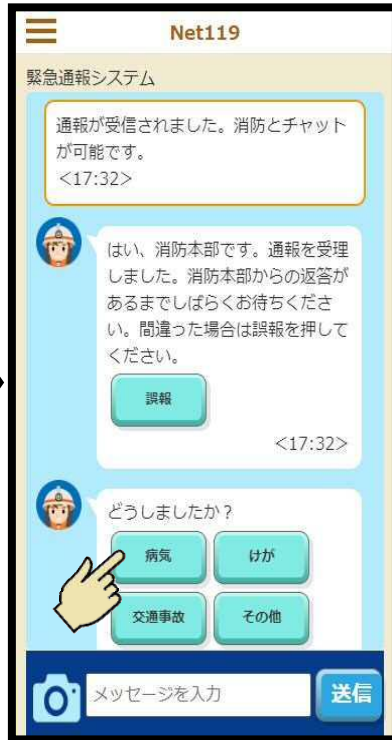 Net119
緊急通報システム
通報が受信されました。消防とチャット
が可能です。
<17:32>
はい、消防本部です。通報を受理
しました。消防本部からの返答が
あるまでしばらくお待ちくださ
い。間違った場合は誤報を押して
ください。
誤報
<17:32>
どうしましたか？
病気 けが
交通事故 その他
メッセージを入力 送信